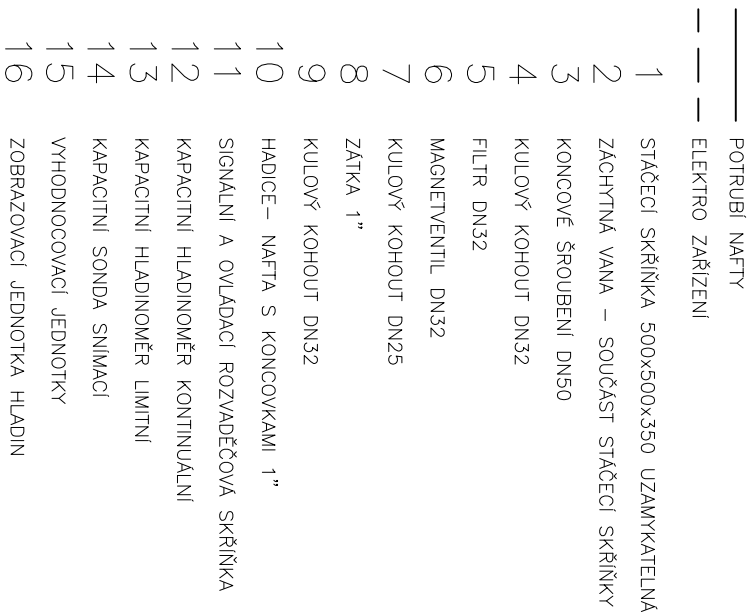 POTRUBÍ NAFTY
ELEKTRO ZAŘÍZENÍ
1 STÁČECÍ SKŘÍŇKA 500x500x350 UZAMYKATELNÁ
2 ZÁCHYTNÁ VANA – SOUČÁST STÁČECÍ SKŘÍŇKY
3 KONCOVÉ ŠROUBENÍ DN50
4 KULOVÝ KOHOUT DN32
5 FILTR DN32
6 MAGNETVENTIL DN32
7 KULOVÝ KOHOUT DN25
8 ZÁTKA 1"
9 KULOVÝ KOHOUT DN32
10 HADICE– NAFTA S KONCOVKAMI 1"
11 SIGNÁLNÍ A OVLÁDACÍ ROZVADĚČOVÁ SKŘÍŇKA
12 KAPACITNÍ HLADINOMĚR KONTINUÁLNÍ
13 KAPACITNÍ HLADINOMĚR LIMITNÍ
14 KAPACITNÍ SONDA SNÍMACÍ
15 VYHODNOCOVACÍ JEDNOTKY
16 ZOBRAZOVACÍ JEDNOTKA HLADIN